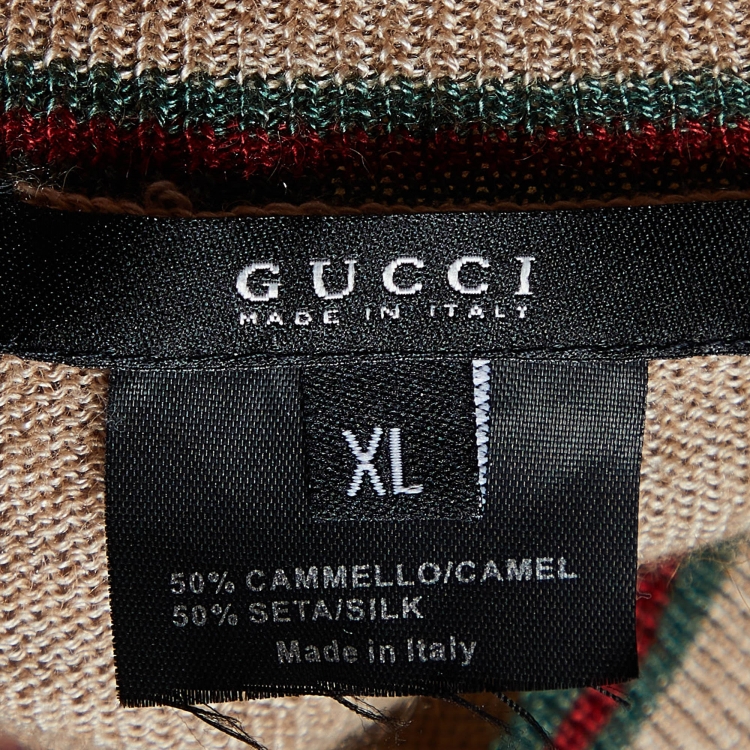 GUCCI
MADE IN ITALY
XL
50% CAMMELLO/CAMEL
50% SETA/SILK
Made in Italy